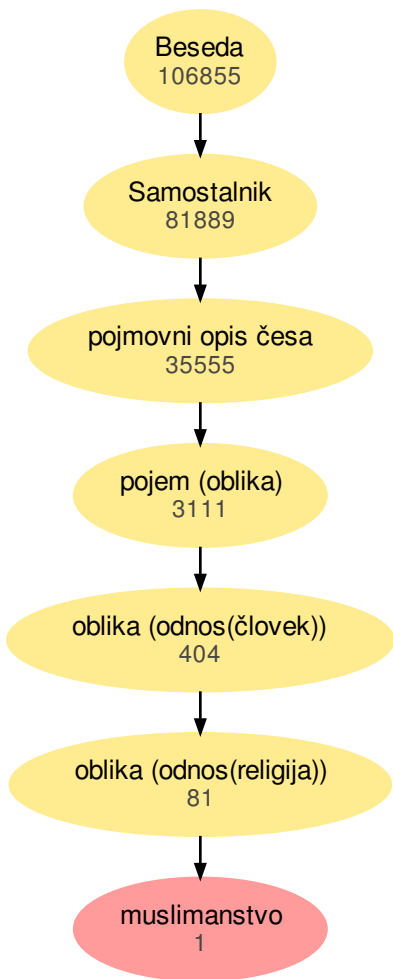 Beseda
106855
Samostalnik
81889
pojmovni opis česa
35555
pojem (oblika)
3111
oblika (odnos(človek))
404
oblika (odnos(religija))
81
muslimanstvo
1